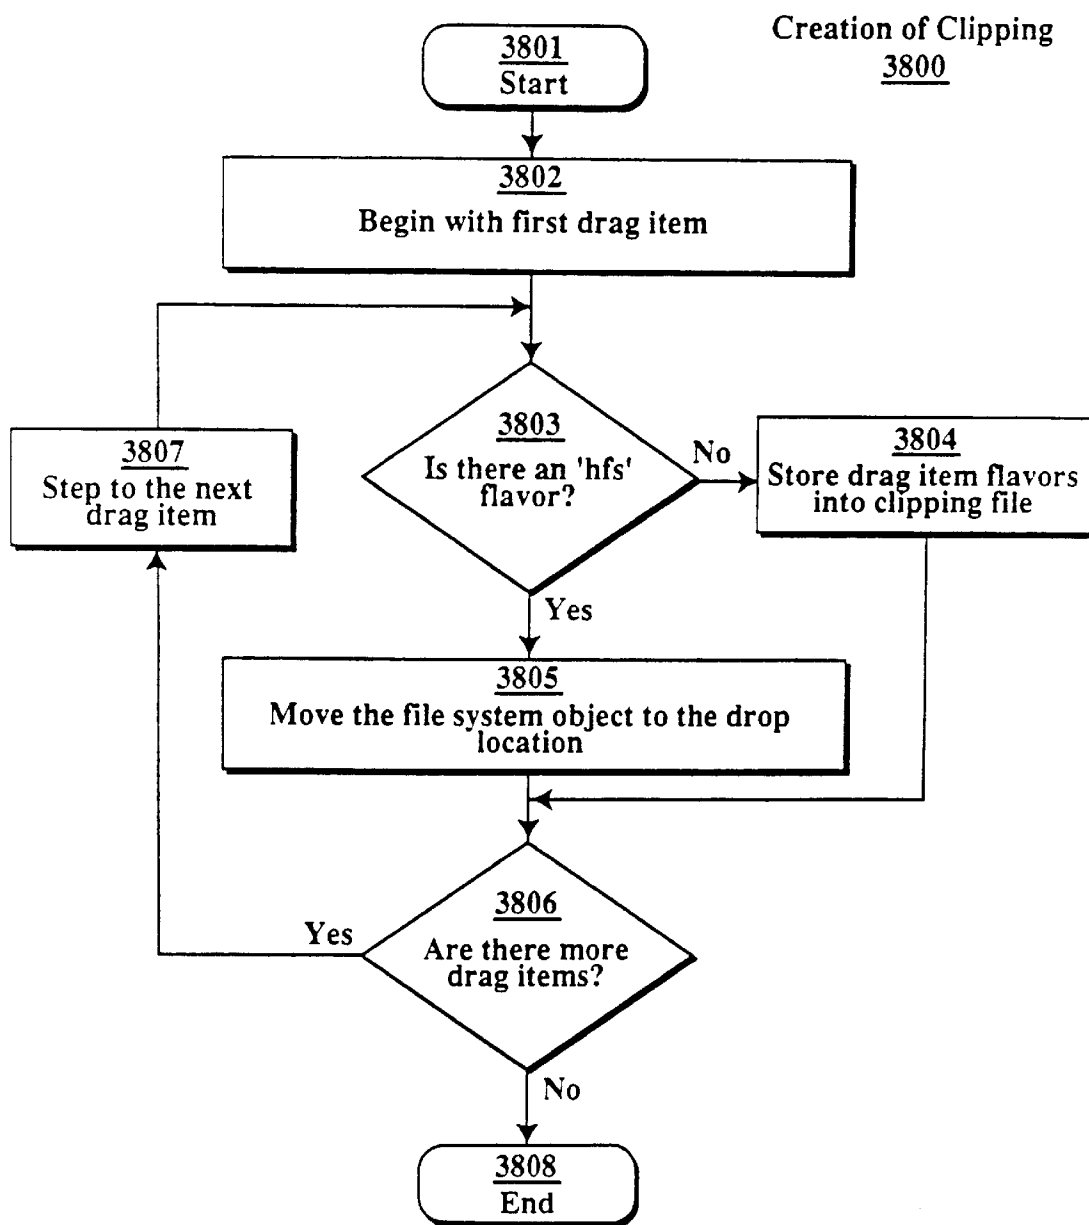 Creation of Clipping
3800
3801
Start
3802
Begin with first drag item
3803
Is there an 'hfs'
flavor?
No
3804
Store drag item flavors
into clipping file
3807
Step to the next
drag item
Yes
3805
Move the file system object to the drop
location
3806
Are there more
drag items?
Yes
No
3808
End